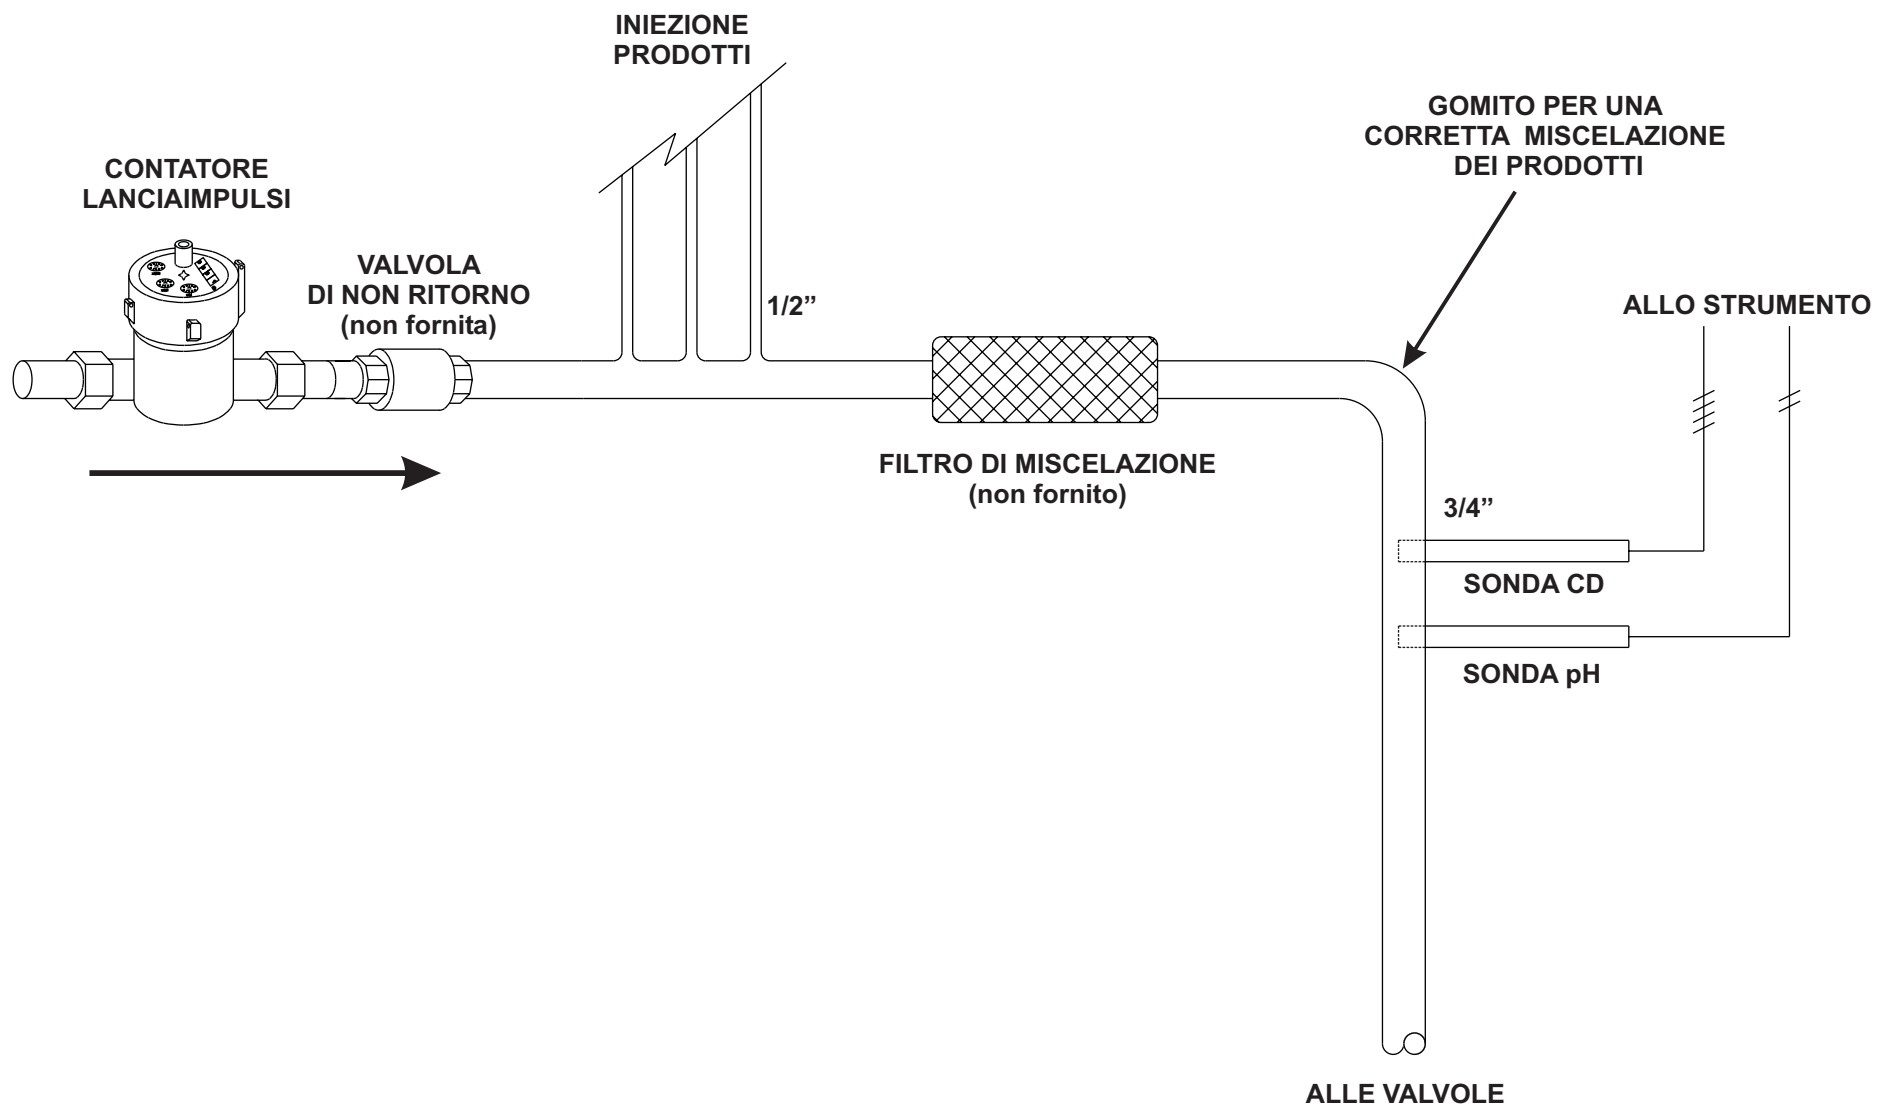 INIEZIONE
PRODOTTI
GOMITO PER UNA
CORRETTA MISCELAZIONE
DEI PRODOTTI
CONTATORE
LANCIAIMPULSI
VALVOLA
DI NON RITORNO
(non fornita)
1/2”
ALLO STRUMENTO
FILTRO DI MISCELAZIONE
(non fornito)
3/4”
SONDA CD
SONDA pH
ALLE VALVOLE